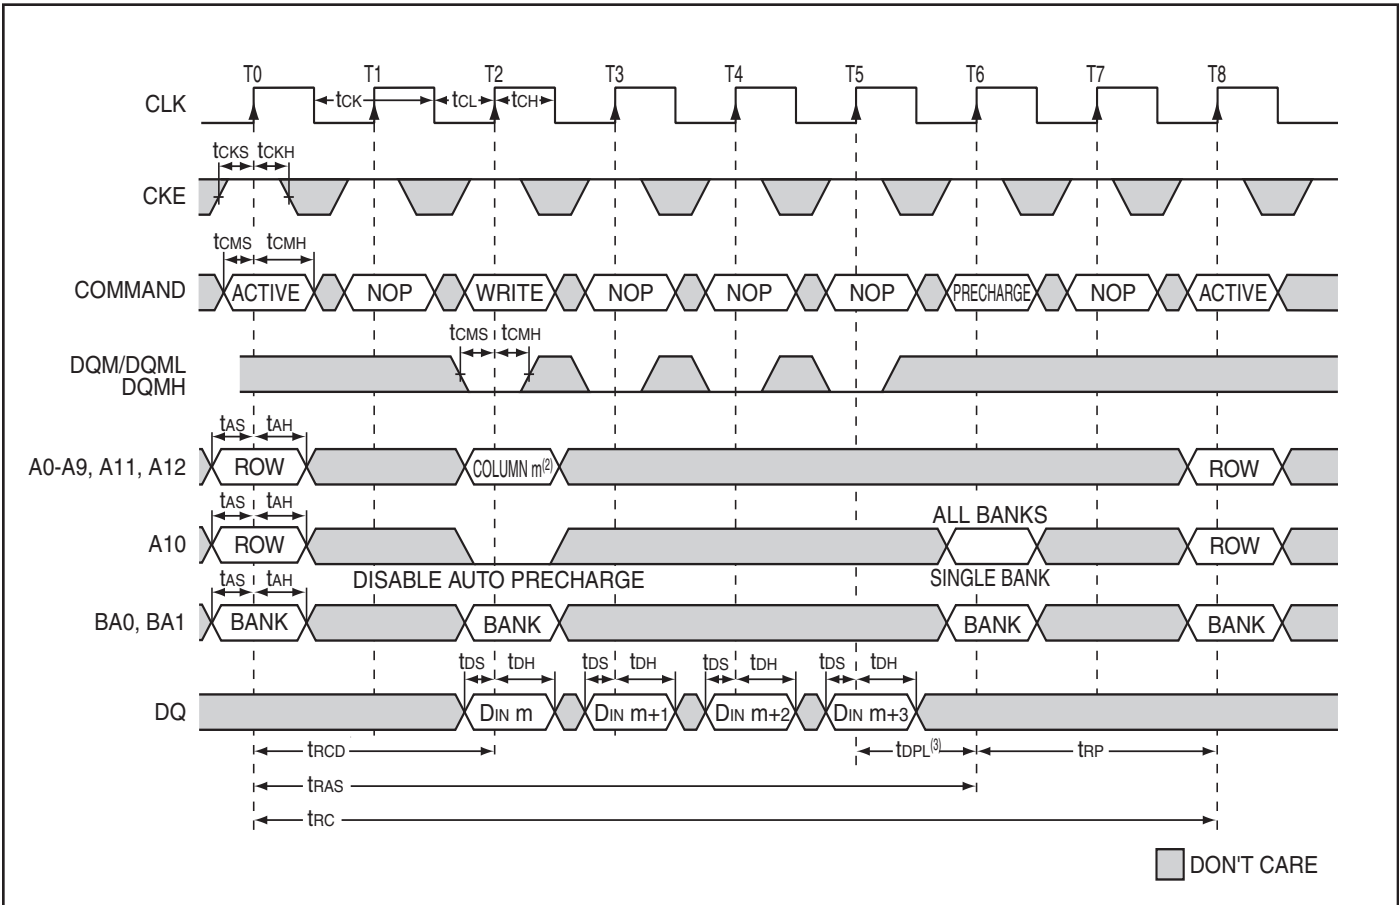 T0 T1 T2 T3 T4 T5 T6 T7 T8
CLK tCK tCL tCH
tCKS tCKH
CKE
tCMS tCMH
COMMAND ACTIVE NOP WRITE NOP NOP NOP PRECHARGE NOP ACTIVE
tCMS tCMH
DQM/DQML
DQMH
tAS tAH
A0-A9, A11, A12 ROW COLUMN m(2) ROW
tAS tAH
ALL BANKS
A10 ROW ROW
DISABLE AUTO PRECHARGE SINGLE BANK
tAS tAH
BA0, BA1 BANK BANK BANK BANK
tDS tDH tDS tDH tDS tDH tDS tDH
DQ DIN m DIN m+1 DIN m+2 DIN m+3
tRCD tDPL(3) tRP
tRAS
tRC
DON'T CARE